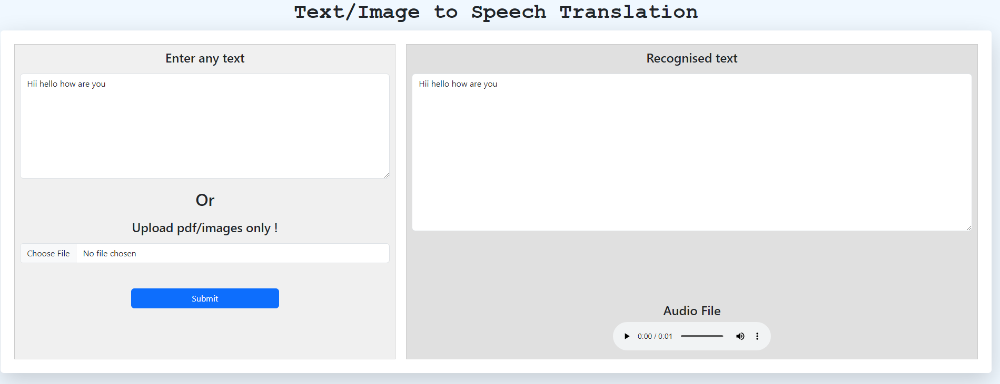 Text/Image to Speech Translation
Enter any text
Hii hello how are you
Or
Upload pdf/images only !
Choose File No file chosen
Submit
Recognised text
Hii hello how are you
Audio File
0:00 / 0:01